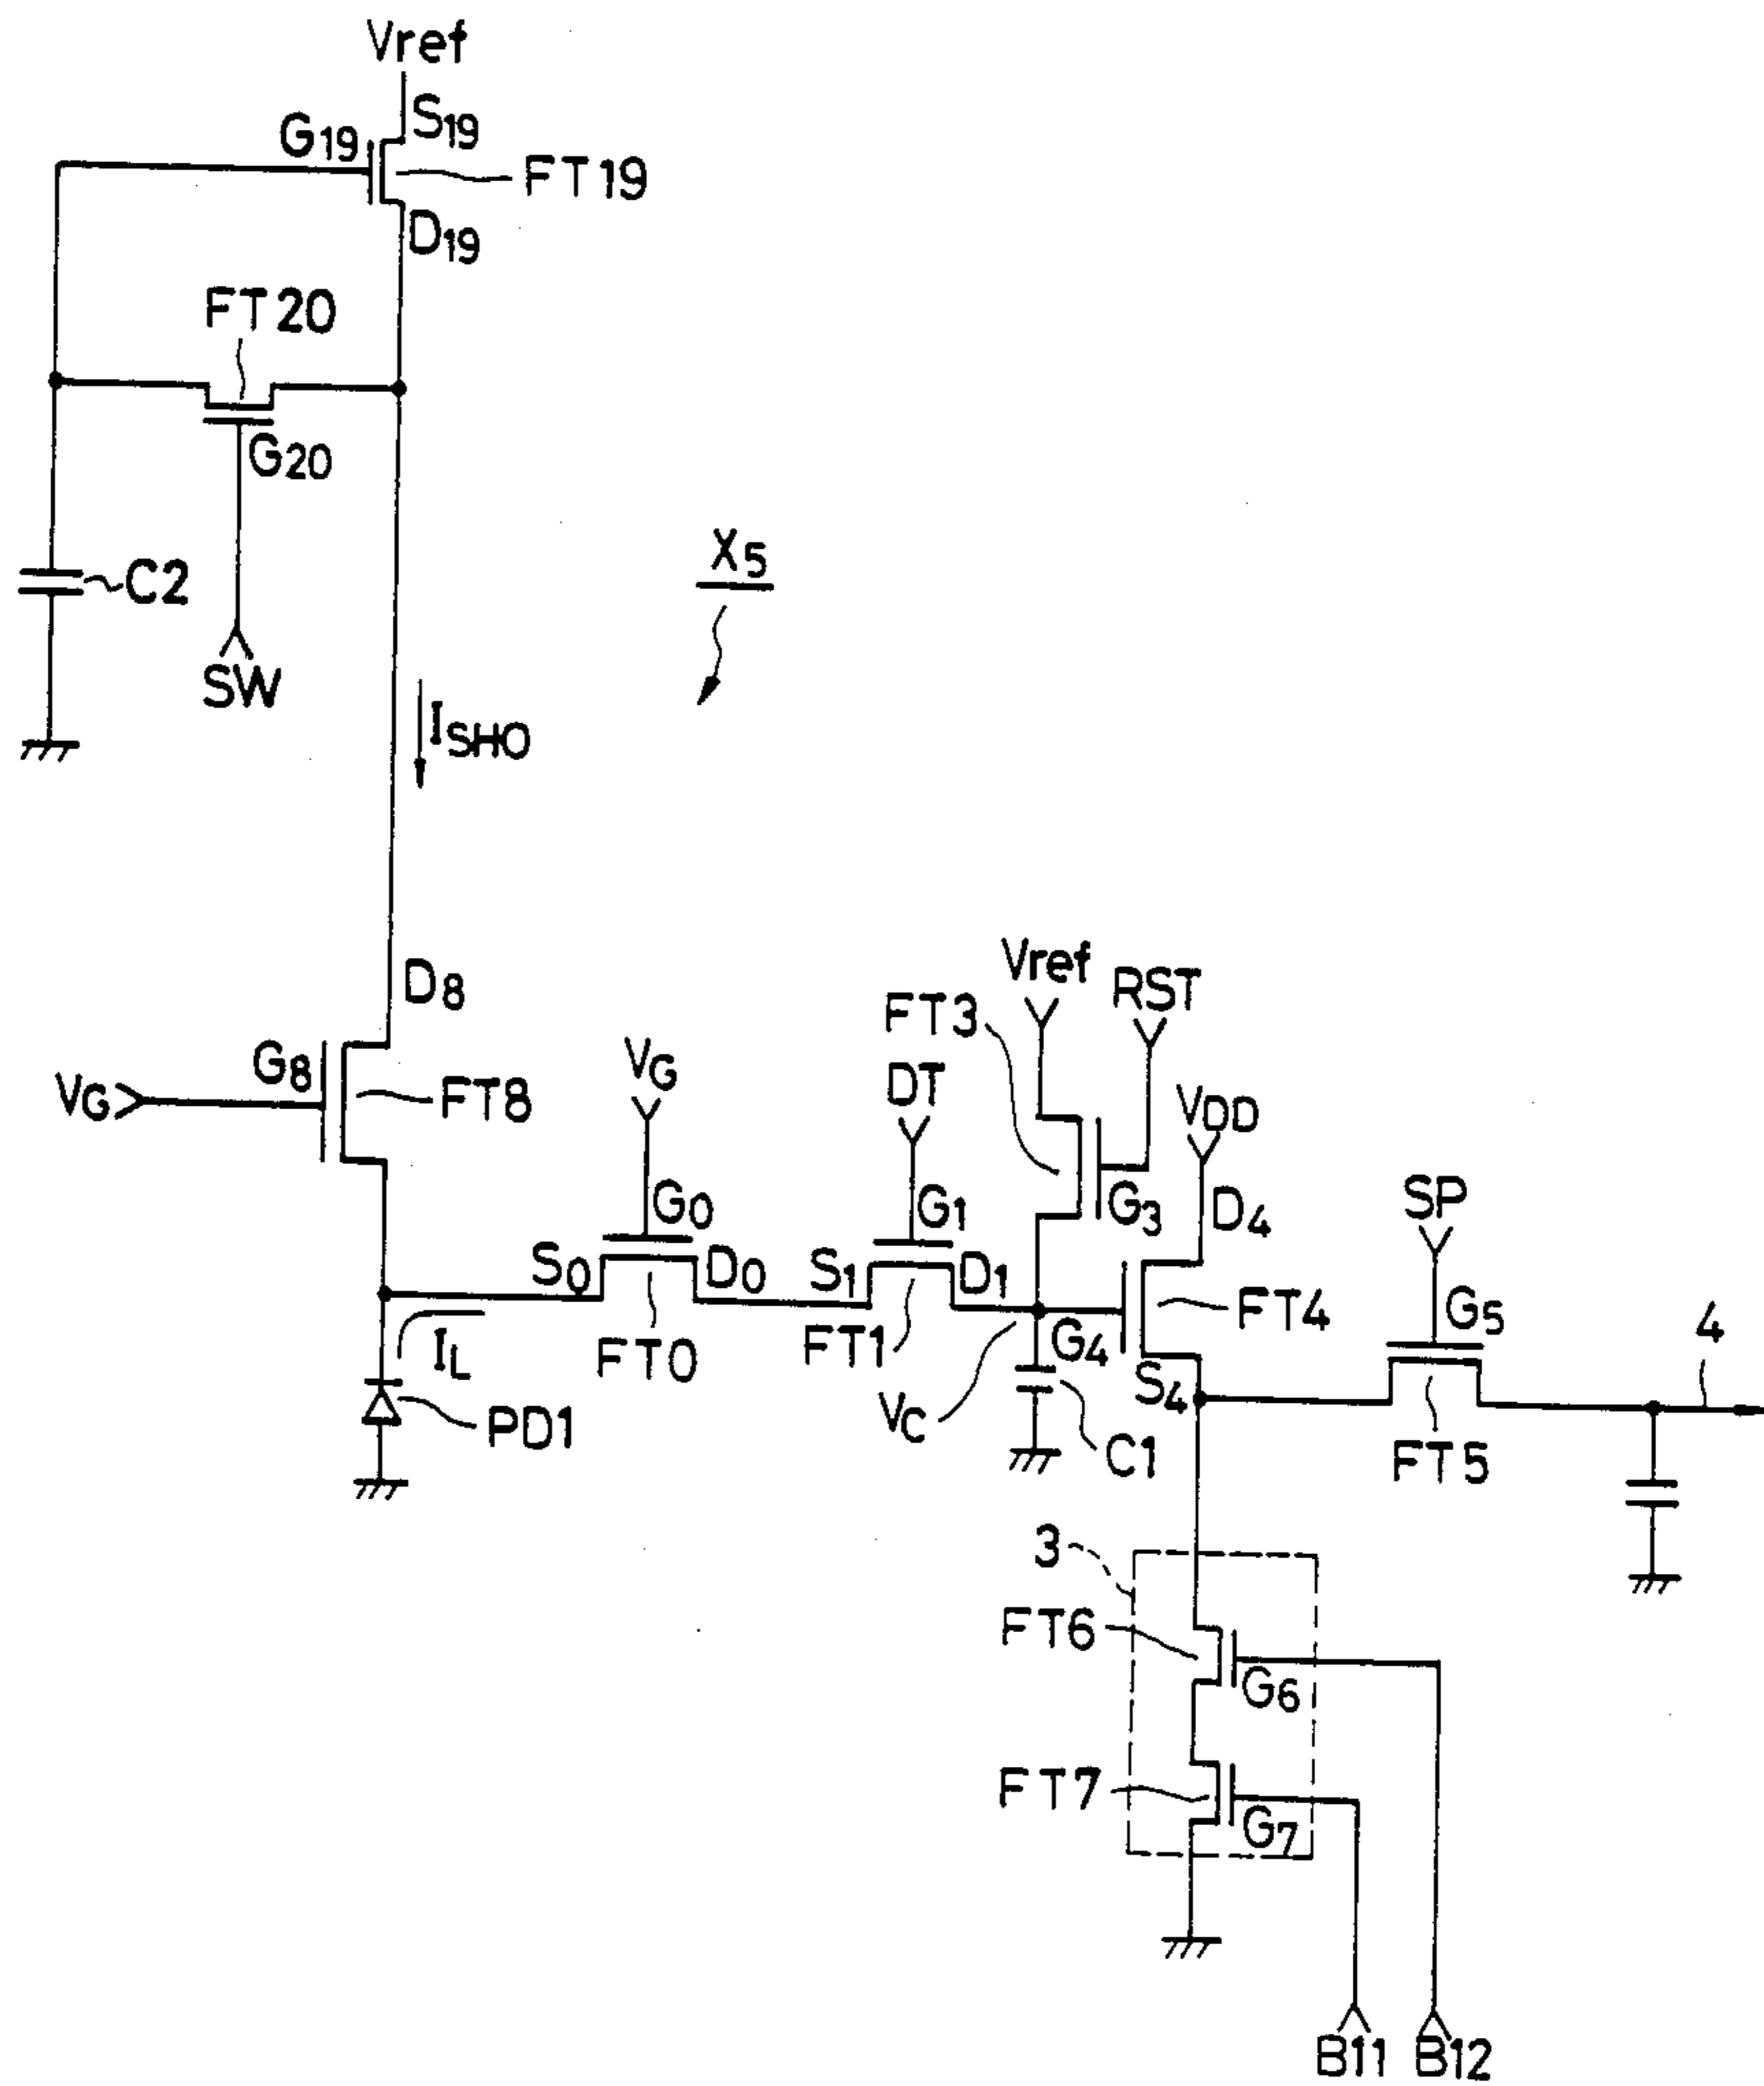 Vref
S19
G19
FT19
D19
FT20
G20
C2
SW
X5
ISHO
D8
Vref
RST
FT3
G8
VG
FT8
VG
DT
VDD
G0
G1
G3
D4
SP
S0
D0
S1
D1
FT4
G5
4
IL
FT0
FT1
G4
S4
PD1
VC
C1
FT5
3
FT6
G6
FT7
G7
B11
B12